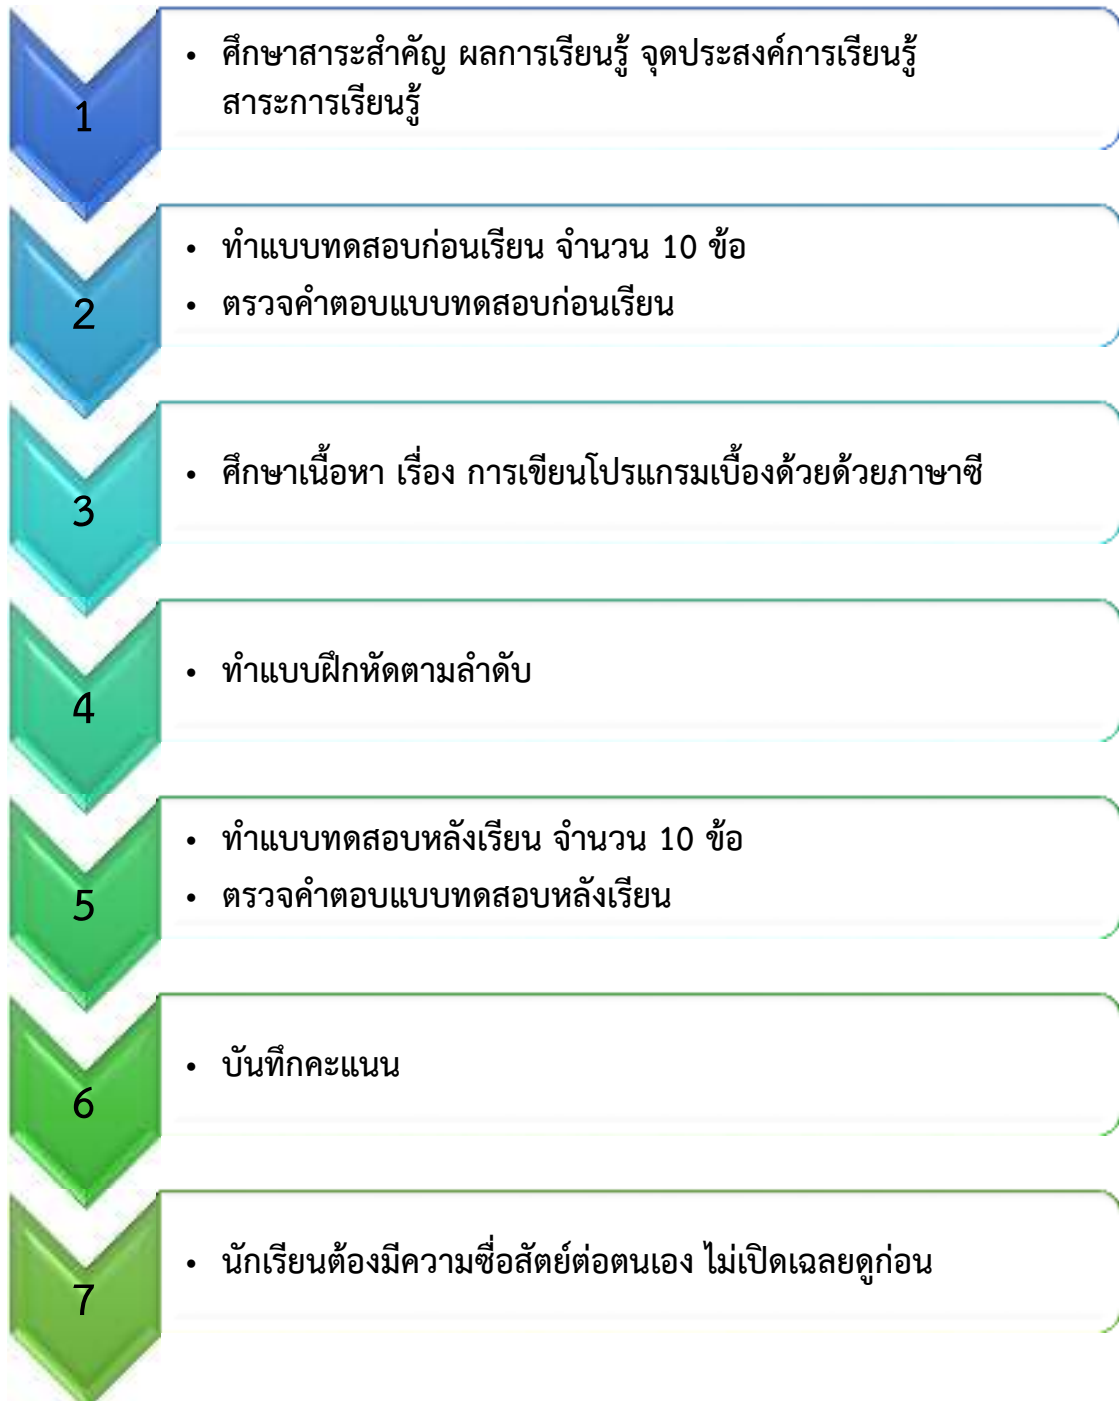 1
• ศึกษาสาระสำคัญ ผลการเรียนรู้ จุดประสงค์การเรียนรู้
สาระการเรียนรู้
2
• ทำแบบทดสอบก่อนเรียน จำนวน 10 ข้อ
• ตรวจคำตอบแบบทดสอบก่อนเรียน
3
• ศึกษาเนื้อหา เรื่อง การเขียนโปรแกรมเบื้องด้วยด้วยภาษาซี
4
• ทำแบบฝึกหัดตามลำดับ
5
• ทำแบบทดสอบหลังเรียน จำนวน 10 ข้อ
• ตรวจคำตอบแบบทดสอบหลังเรียน
6
• บันทึกคะแนน
7
• นักเรียนต้องมีความซื่อสัตย์ต่อตนเอง ไม่เปิดเฉลยดูก่อน